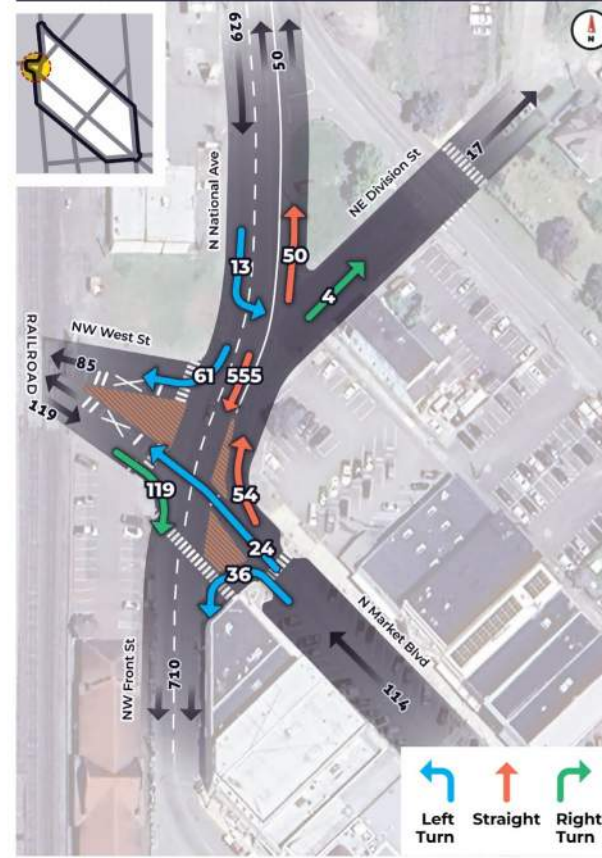 629
50
N
N National Ave
NE Division St
17
13
50
4
NW West St
RAILROAD
85
61
555
119
119
54
24
36
N Market Blvd
NW Front St
710
114
Left
Turn
Straight
Right
Turn